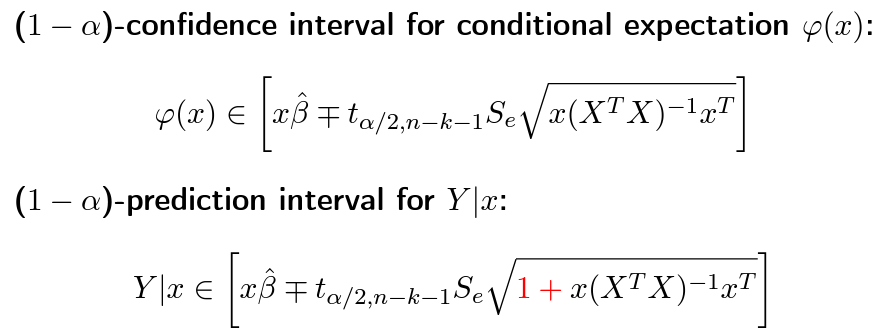 (1 − α)-confidence interval for conditional expectation φ(x):
φ(x) ∈ [xβ̂ ∓ t_{α/2,n−k−1}S_e√(x(X^T X)^{−1}x^T)]
(1 − α)-prediction interval for Y|x:
Y|x ∈ [xβ̂ ∓ t_{α/2,n−k−1}S_e√(1 + x(X^T X)^{−1}x^T)]